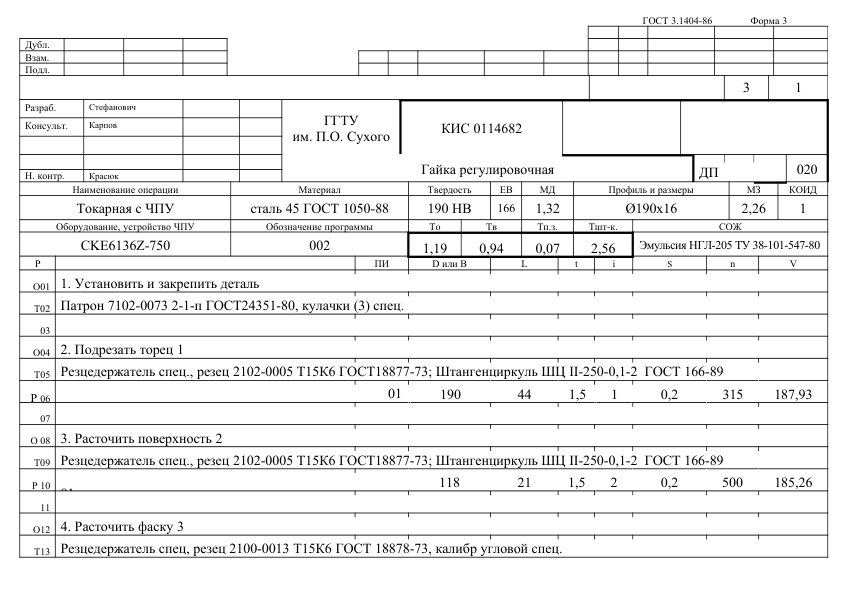 ГОСТ 3.1404-86 Форма 3
Дубл.
Взам.
Подл.
3 1
Разраб. Стефанович
Консульт. Карпов
ГГТУ
им. П.О. Сухого
КИС 0114682
Н. контр. Красюк
Гайка регулировочная
ДП 020
Наименование операции Материал Твердость ЕВ МД Профиль и размеры МЗ КОИД
Токарная с ЧПУ сталь 45 ГОСТ 1050-88 190 НВ 166 1,32 Ø190х16 2,26 1
Оборудование, устройство ЧПУ Обозначение программы То Тв Тп.з. Тшт-к. СОЖ
CKE6136Z-750 002 1,19 0,94 0,07 2,56 Эмульсия НГЛ-205 ТУ 38-101-547-80
Р ПИ D или В L t i S n V
О01 1. Установить и закрепить деталь
Т02 Патрон 7102-0073 2-1-п ГОСТ24351-80, кулачки (3) спец.
03
О04 2. Подрезать торец 1
Т05 Резцедержатель спец., резец 2102-0005 Т15К6 ГОСТ18877-73; Штангенциркуль ШЦ II-250-0,1-2 ГОСТ 166-89
Р 06 01 190 44 1,5 1 0,2 315 187,93
07
О 08 3. Расточить поверхность 2
Т09 Резцедержатель спец., резец 2102-0005 Т15К6 ГОСТ18877-73; Штангенциркуль ШЦ II-250-0,1-2 ГОСТ 166-89
Р 10 118 21 1,5 2 0,2 500 185,26
11
О12 4. Расточить фаску 3
Т13 Резцедержатель спец, резец 2100-0013 Т15К6 ГОСТ 18878-73, калибр угловой спец.